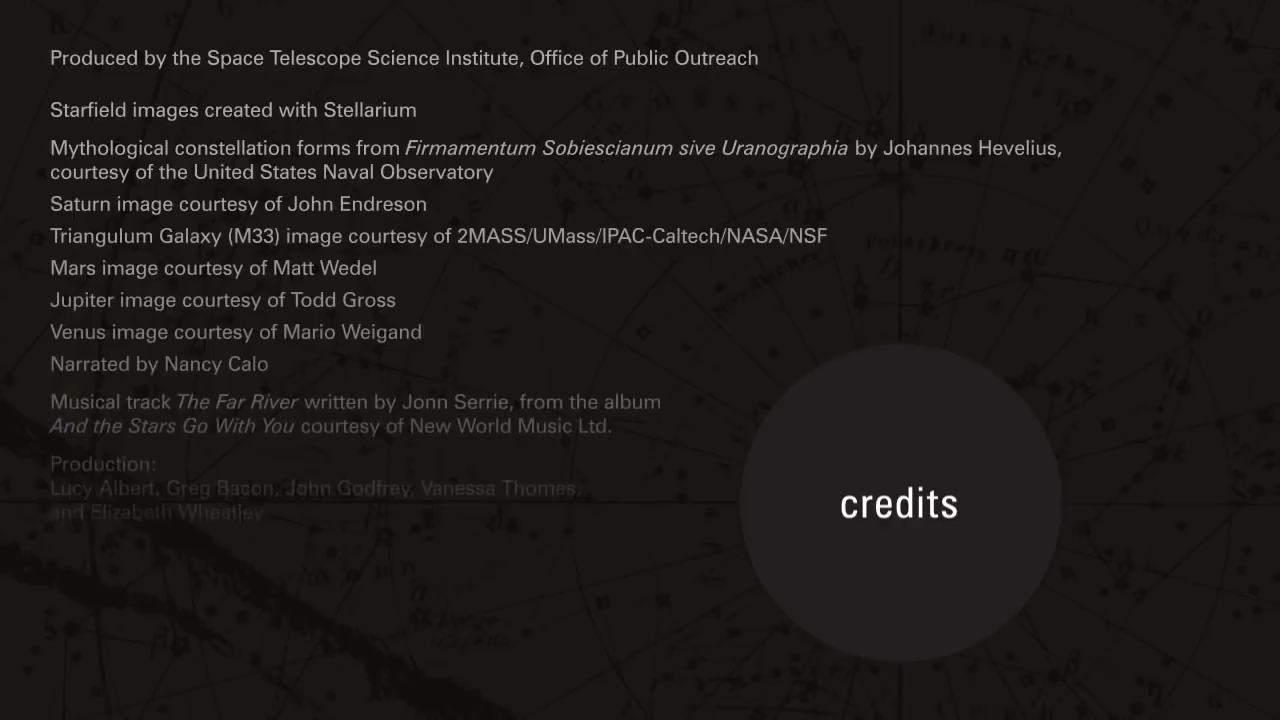 Produced by the Space Telescope Science Institute, Office of Public Outreach
Starfield images created with Stellarium
Mythological constellation forms from Firmamentum Sobiescianum sive Uranographia by Johannes Hevelius,
courtesy of the United States Naval Observatory
Saturn image courtesy of John Endreson
Triangulum Galaxy (M33) image courtesy of 2MASS/UMass/IPAC-Caltech/NASA/NSF
Mars image courtesy of Matt Wedel
Jupiter image courtesy of Todd Gross
Venus image courtesy of Mario Weigand
Narrated by Nancy Calo
Musical track The Far River written by Jonn Serrie, from the album
And the Stars Go With You courtesy of New World Music Ltd.
Production:
Lucy Albert, Greg Bacon, John Godfrey, Vanessa Thomas,
and Elizabeth Wheatley
credits